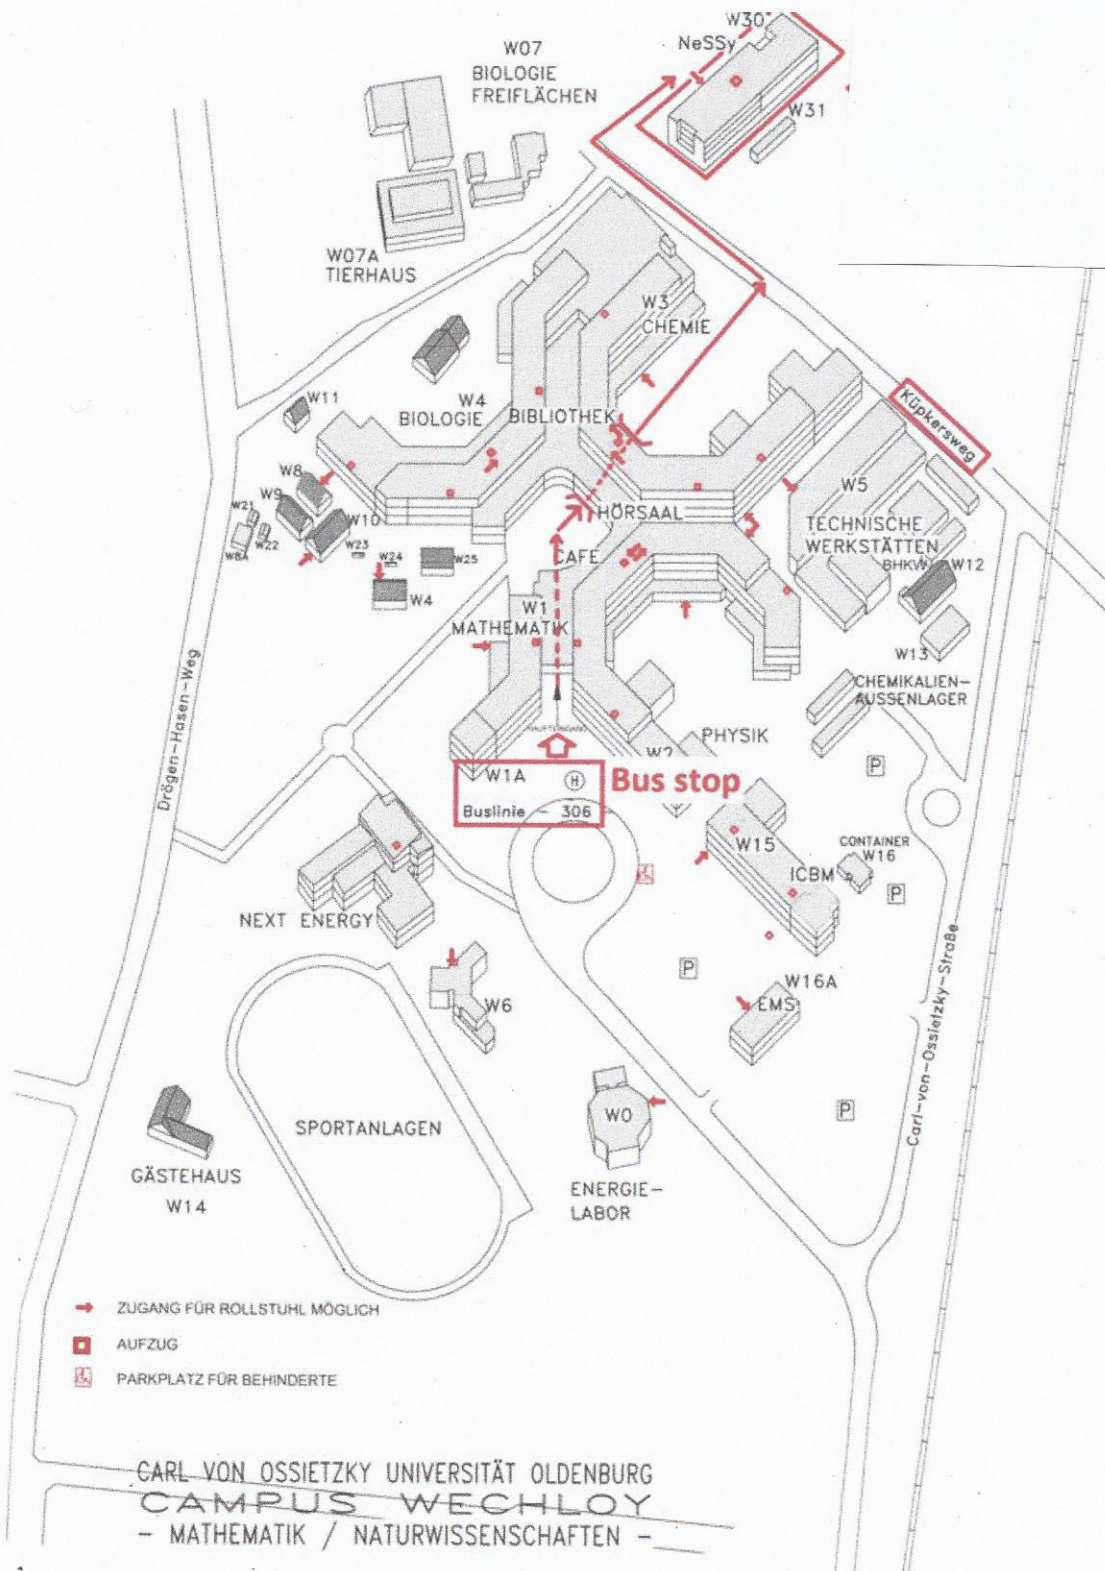 W30
NeSSy
W07
BIOLOGIE
FREIFLÄCHEN
W31
W07A
TIERHAUS
W3
CHEMIE
W11
W4
BIOLOGIE
BIBLIOTHEK
Küpkersweg
W8
W9
W10
W21
W22
W8A
W23
W24
W25
W4
HÖRSAAL
CAFE
W5
TECHNISCHE
WERKSTÄTTEN
BHKW
W12
W13
W1
MATHEMATIK
CHEMIKALIEN-
AUSSENLAGER
Drögen-Hasen-Weg
HAUPTEINGANG
PHYSIK
W2
P
W1A
H
Bus stop
Buslinie - 306
W15
ICBM
CONTAINER
W16
P
NEXT ENERGY
P
W6
W16A
EMS
Carl-von-Ossietzky-Straße
P
SPORTANLAGEN
W0
GÄSTEHAUS
W14
ENERGIE-
LABOR
ZUGANG FÜR ROLLSTUHL MÖGLICH
AUFZUG
PARKPLATZ FÜR BEHINDERTE
CARL VON OSSIETZKY UNIVERSITÄT OLDENBURG
CAMPUS WECHLOY
- MATHEMATIK / NATURWISSENSCHAFTEN -